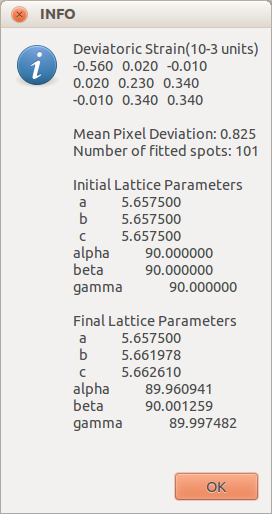 INFO
Deviatoric Strain(10-3 units)
-0.560 0.020 -0.010
0.020 0.230 0.340
-0.010 0.340 0.340
Mean Pixel Deviation: 0.825
Number of fitted spots: 101
Initial Lattice Parameters
a 5.657500
b 5.657500
c 5.657500
alpha 90.000000
beta 90.000000
gamma 90.000000
Final Lattice Parameters
a 5.657500
b 5.661978
c 5.662610
alpha 89.960941
beta 90.001259
gamma 89.997482
OK